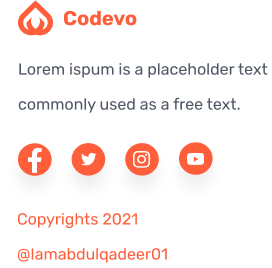 Codevo
Lorem ispum is a placeholder text
commonly used as a free text.
Copyrights 2021
@lamabdulqadeer01